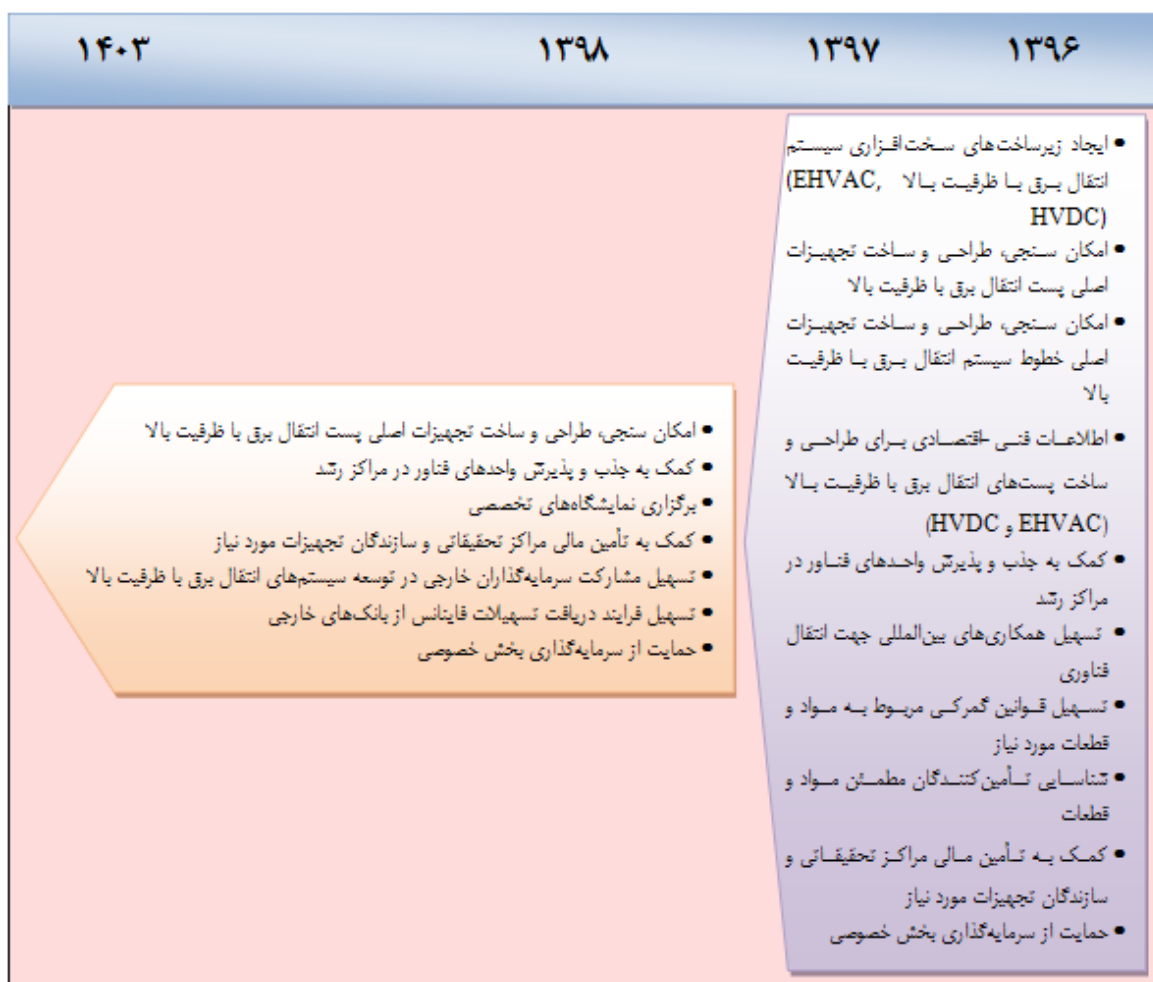 ۱۳۹۶ ۱۳۹۷ ۱۳۹۸ ۱۴۰۳
• ایجاد زیرساخت‌های سخت‌افزاری سیستم
انتقال برق با ظرفیت بالا (EHVAC,
HVDC)
• امکان سنجی، طراحی و ساخت تجهیزات
اصلی پست انتقال برق با ظرفیت بالا
• امکان سنجی، طراحی و ساخت تجهیزات
اصلی خطوط سیستم انتقال برق با ظرفیت
بالا
• اطلاعات فنی -اقتصادی برای طراحی و
ساخت پست‌های انتقال برق با ظرفیت بالا
(EHVAC و HVDC)
• کمک به جذب و پذیرش واحدهای فناور در
مراکز رشد
• تسهیل همکاری‌های بین‌المللی جهت انتقال
فناوری
• تسهیل قوانین گمرکی مربوط به مواد و
قطعات مورد نیاز
• شناسایی تأمین‌کنندگان مطمئن مواد و
قطعات
• کمک به تأمین مالی مراکز تحقیقاتی و
سازندگان تجهیزات مورد نیاز
• حمایت از سرمایه‌گذاری بخش خصوصی
• امکان سنجی، طراحی و ساخت تجهیزات اصلی پست انتقال برق با ظرفیت بالا
• کمک به جذب و پذیرش واحدهای فناور در مراکز رشد
• برگزاری نمایشگاه‌های تخصصی
• کمک به تأمین مالی مراکز تحقیقاتی و سازندگان تجهیزات مورد نیاز
• تسهیل مشارکت سرمایه‌گذاران خارجی در توسعه سیستم‌های انتقال برق با ظرفیت بالا
• تسهیل فرایند دریافت تسهیلات فاینانس از بانک‌های خارجی
• حمایت از سرمایه‌گذاری بخش خصوصی